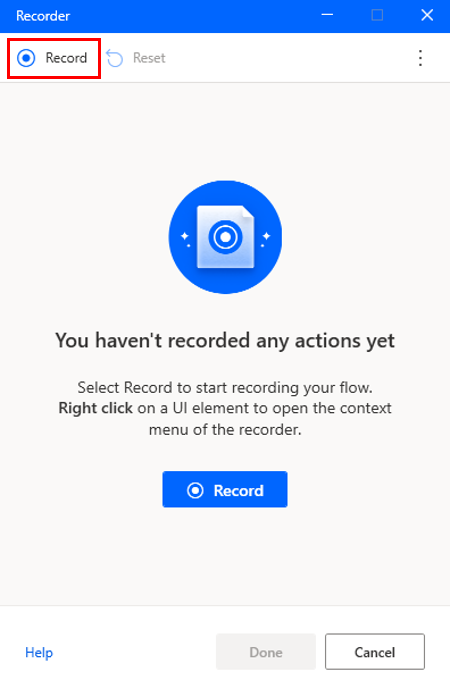 Recorder
Record Reset
You haven't recorded any actions yet
Select Record to start recording your flow.
Right click on a UI element to open the context
menu of the recorder.
Record
Help Done Cancel